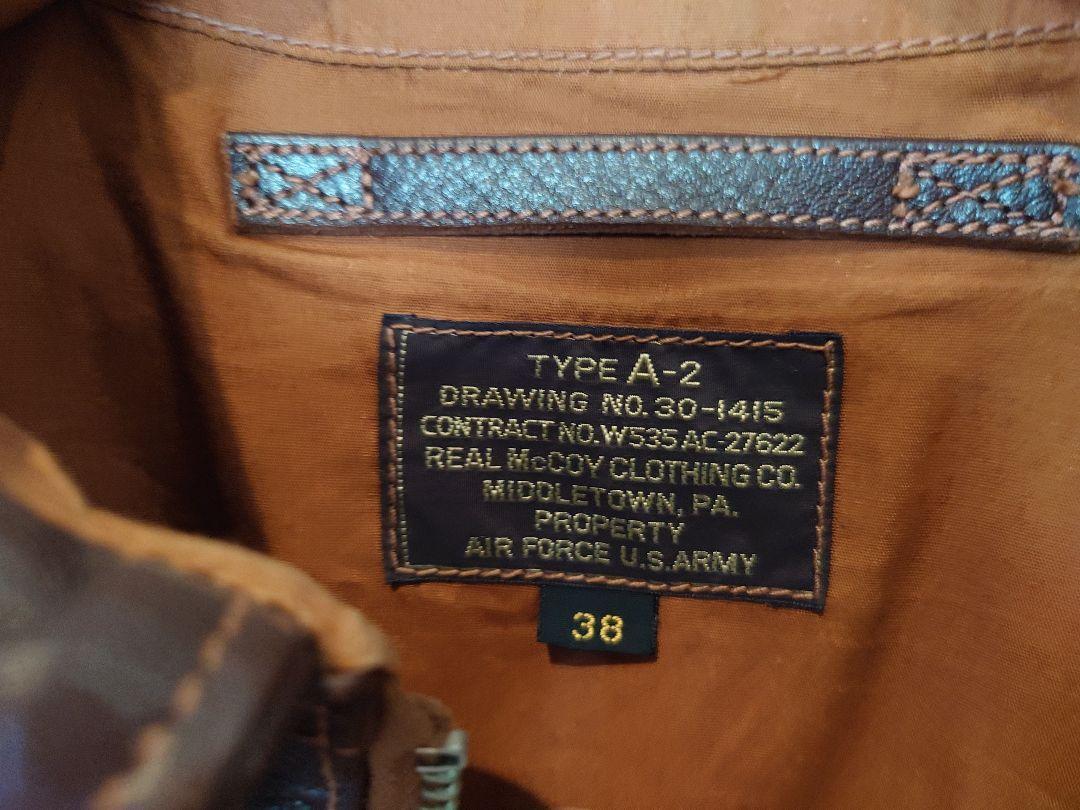 TYPE A-2
DRAWING NO. 30-1415
CONTRACT NO. W535 AC-27622
REAL McCOY CLOTHING CO.
MIDDLETOWN, PA.
PROPERTY
AIR FORCE U.S. ARMY
38